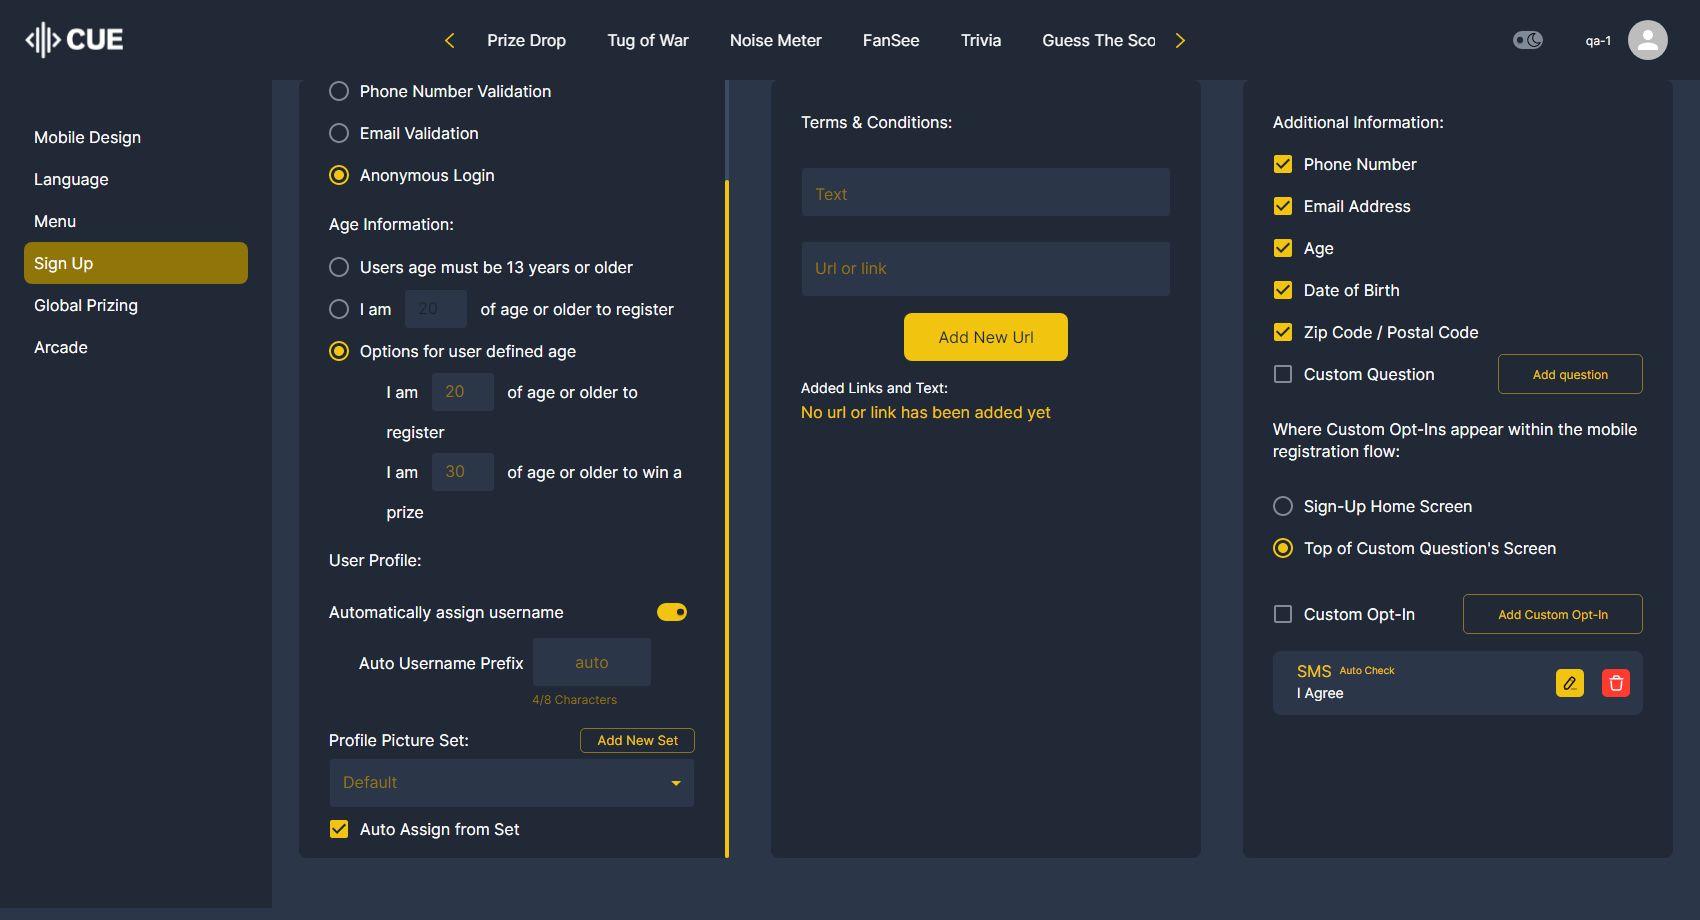 CUE
Prize Drop
Tug of War
Noise Meter
FanSee
Trivia
Guess The Sco
qa-1
Mobile Design
Language
Menu
Sign Up
Global Prizing
Arcade
Phone Number Validation
Email Validation
Anonymous Login
Age Information:
Users age must be 13 years or older
I am 20 of age or older to register
Options for user defined age
I am 20 of age or older to
register
I am 30 of age or older to win a
prize
User Profile:
Automatically assign username
Auto Username Prefix auto
4/8 Characters
Profile Picture Set:
Add New Set
Default
Auto Assign from Set
Terms & Conditions:
Text
Url or link
Add New Url
Added Links and Text:
No url or link has been added yet
Additional Information:
Phone Number
Email Address
Age
Date of Birth
Zip Code / Postal Code
Custom Question
Add question
Where Custom Opt-Ins appear within the mobile
registration flow:
Sign-Up Home Screen
Top of Custom Question's Screen
Custom Opt-In
Add Custom Opt-In
SMS Auto Check
I Agree